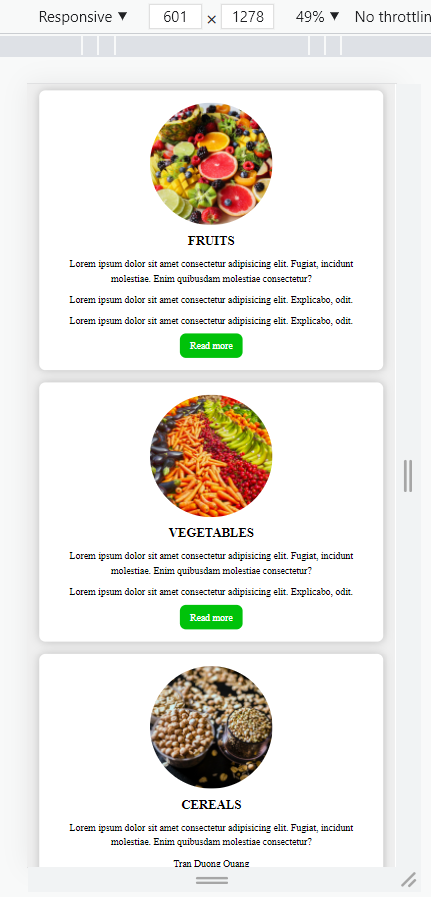 Responsive ▼ 601 × 1278 49% ▼ No throttlin
FRUITS
Lorem ipsum dolor sit amet consectetur adipisicing elit. Fugiat, incidunt
molestiae. Enim quibusdam molestiae consectetur?
Lorem ipsum dolor sit amet consectetur adipisicing elit. Explicabo, odit.
Lorem ipsum dolor sit amet consectetur adipisicing elit. Explicabo, odit.
Read more
VEGETABLES
Lorem ipsum dolor sit amet consectetur adipisicing elit. Fugiat, incidunt
molestiae. Enim quibusdam molestiae consectetur?
Lorem ipsum dolor sit amet consectetur adipisicing elit. Explicabo, odit.
Read more
CEREALS
Lorem ipsum dolor sit amet consectetur adipisicing elit. Fugiat, incidunt
molestiae. Enim quibusdam molestiae consectetur?
Tran Duong Quang